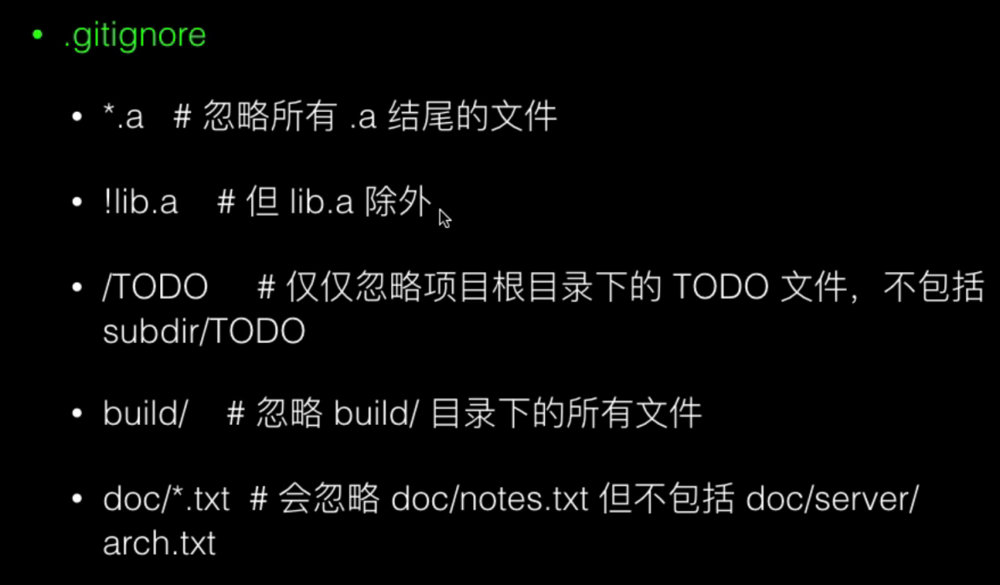 • .gitignore
• *.a # 忽略所有 .a 结尾的文件
• !lib.a # 但 lib.a 除外
• /TODO # 仅仅忽略项目根目录下的 TODO 文件，不包括
subdir/TODO
• build/ # 忽略 build/ 目录下的所有文件
• doc/*.txt # 会忽略 doc/notes.txt 但不包括 doc/server/
arch.txt